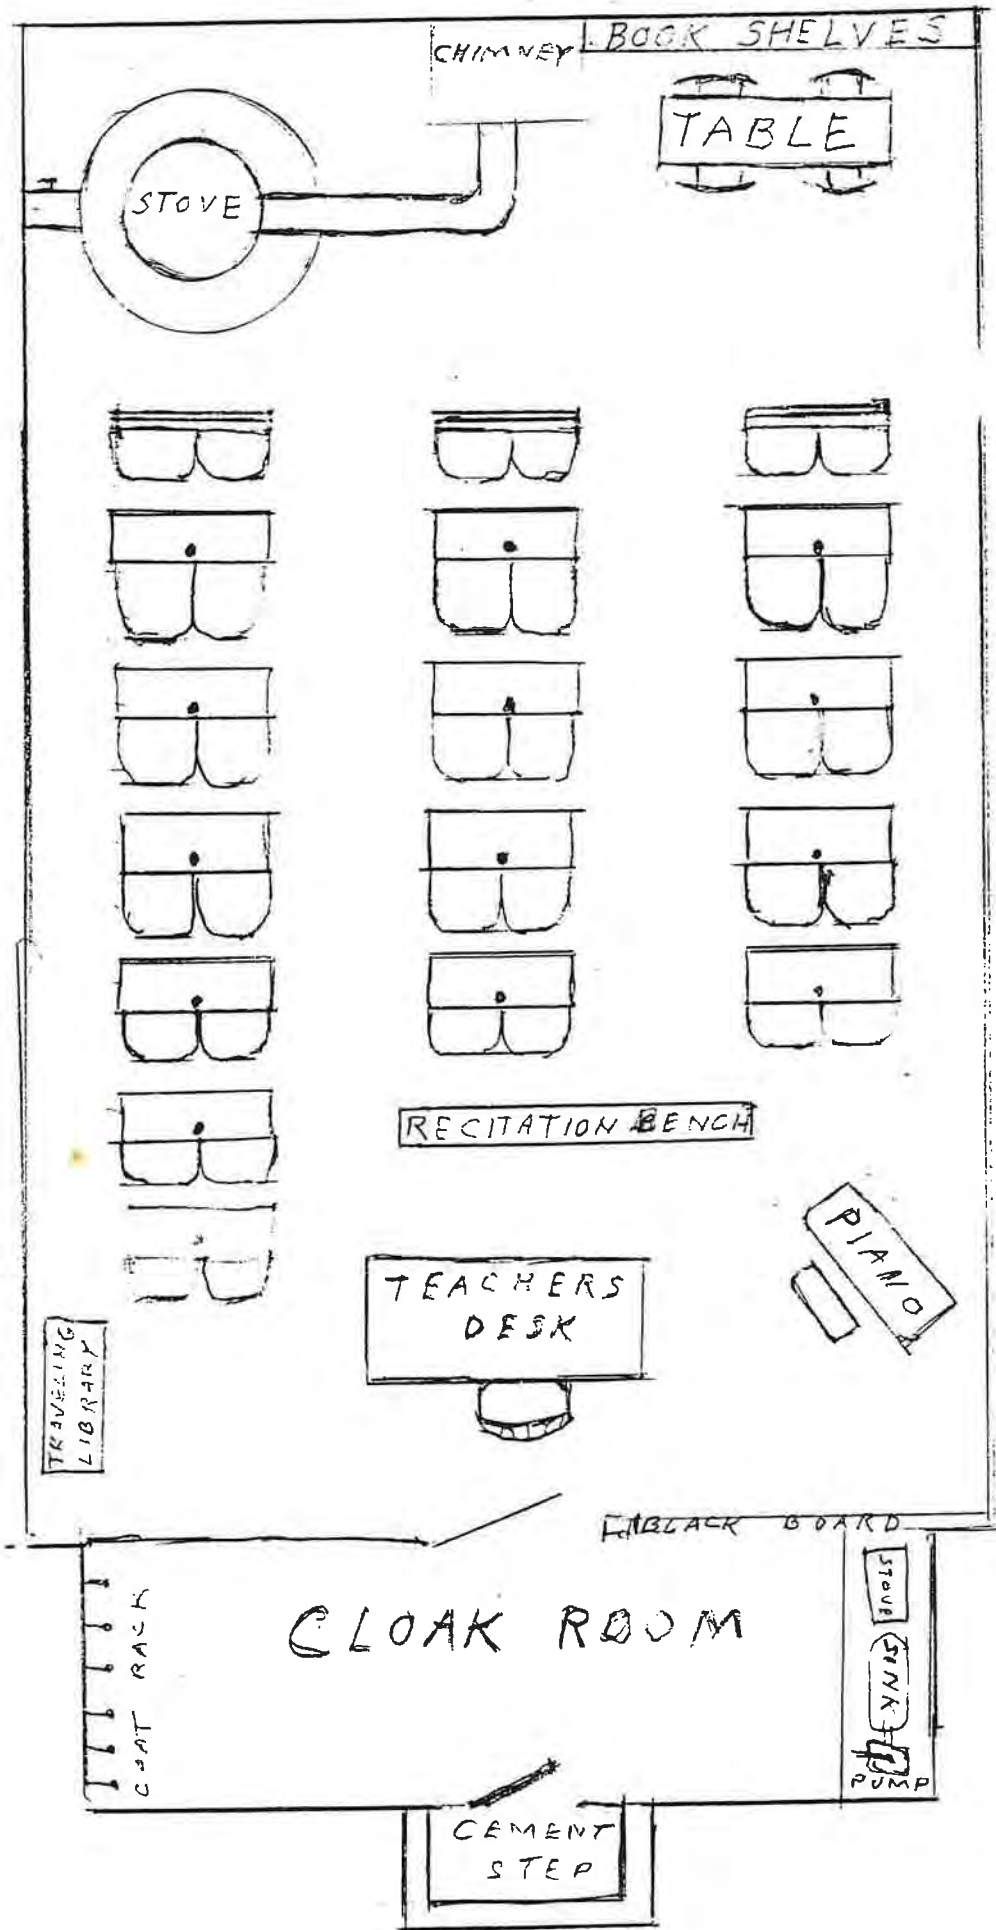 CHIMNEY
BOOK SHELVES
TABLE
STOVE
RECITATION BENCH
PIANO
TEACHERS
DESK
TRAVELING
LIBRARY
BLACK BOARD
STOVE
CLOAK ROOM
COAT RACK
SINK
PUMP
CEMENT
STEP